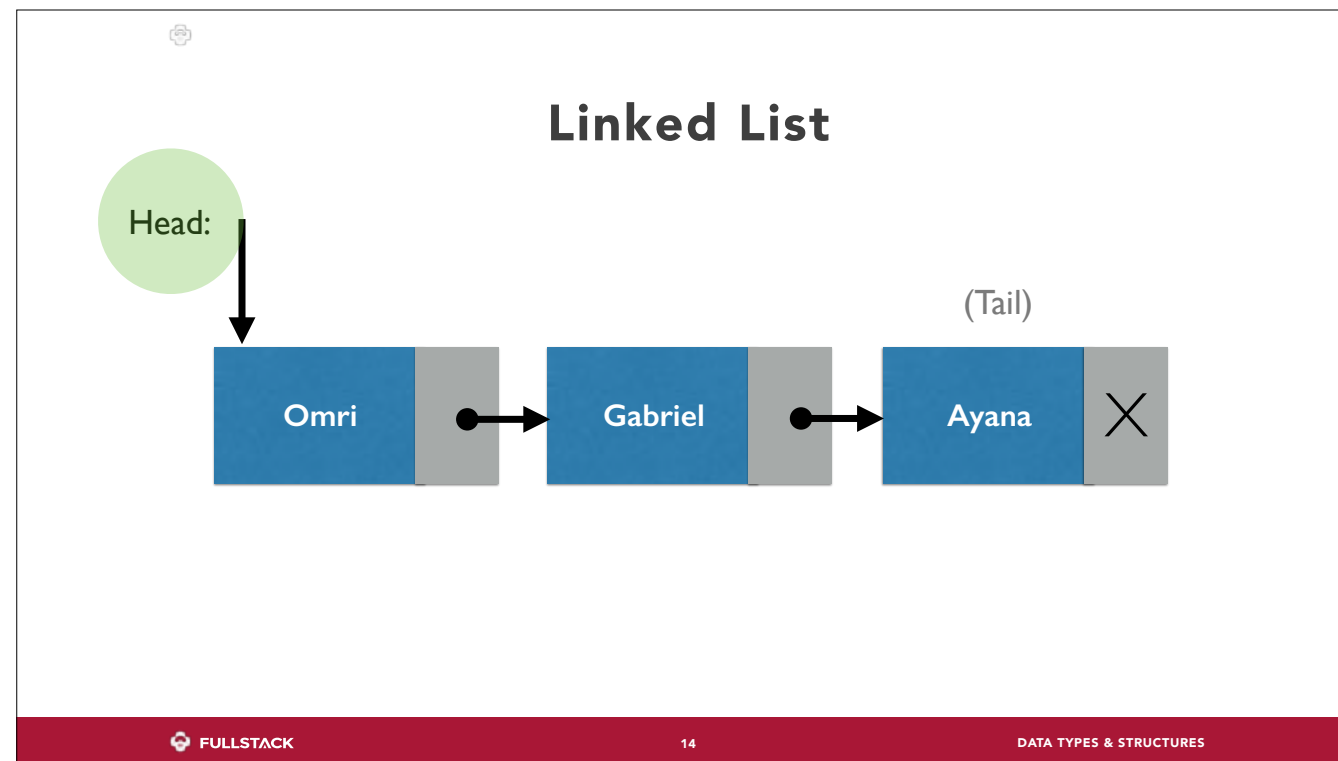 Linked List
Head:
(Tail)
Omri
Gabriel
Ayana
FULLSTACK
14
DATA TYPES & STRUCTURES